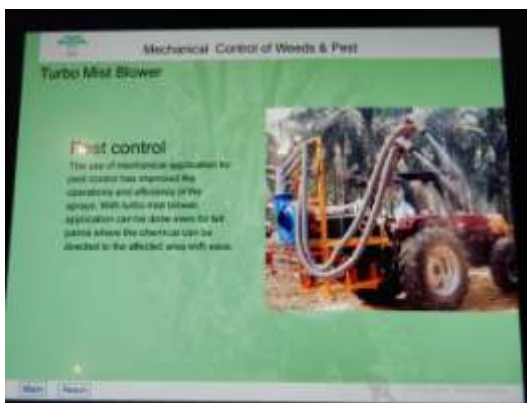 Mechanical Control of Weeds & Pest
Turbo Mist Blower
Pest control
The use of mechanical application for
pest control has improved the
operations and efficiency of the
sprays. With turbo mist blower,
application can be done even for tall
palms where the chemical can be
directed to the affected area with ease.
Main
Return